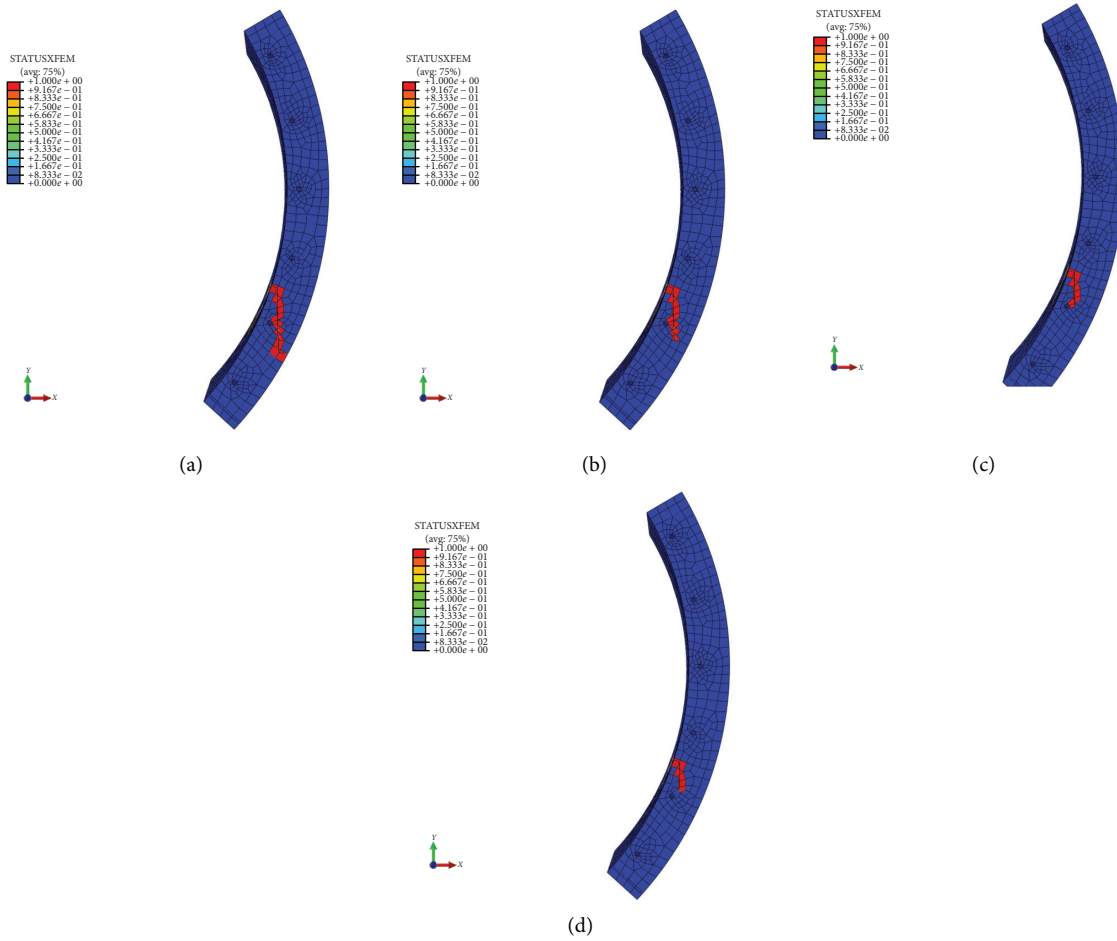 STATUSXFEM
(avg: 75%)
+1.000e + 00
+9.167e − 01
+8.333e − 01
+7.500e − 01
+6.667e − 01
+5.833e − 01
+5.000e − 01
+4.167e − 01
+3.333e − 01
+2.500e − 01
+1.667e − 01
+8.333e − 02
+0.000e + 00
Y
X
(a)
STATUSXFEM
(avg: 75%)
+1.000e + 00
+9.167e − 01
+8.333e − 01
+7.500e − 01
+6.667e − 01
+5.833e − 01
+5.000e − 01
+4.167e − 01
+3.333e − 01
+2.500e − 01
+1.667e − 01
+8.333e − 02
+0.000e + 00
Y
X
(b)
STATUSXFEM
(avg: 75%)
+1.000e + 00
+9.167e − 01
+8.333e − 01
+7.500e − 01
+6.667e − 01
+5.833e − 01
+5.000e − 01
+4.167e − 01
+3.333e − 01
+2.500e − 01
+1.667e − 01
+8.333e − 02
+0.000e + 00
Y
X
(c)
STATUSXFEM
(avg: 75%)
+1.000e + 00
+9.167e − 01
+8.333e − 01
+7.500e − 01
+6.667e − 01
+5.833e − 01
+5.000e − 01
+4.167e − 01
+3.333e − 01
+2.500e − 01
+1.667e − 01
+8.333e − 02
+0.000e + 00
Y
X
(d)